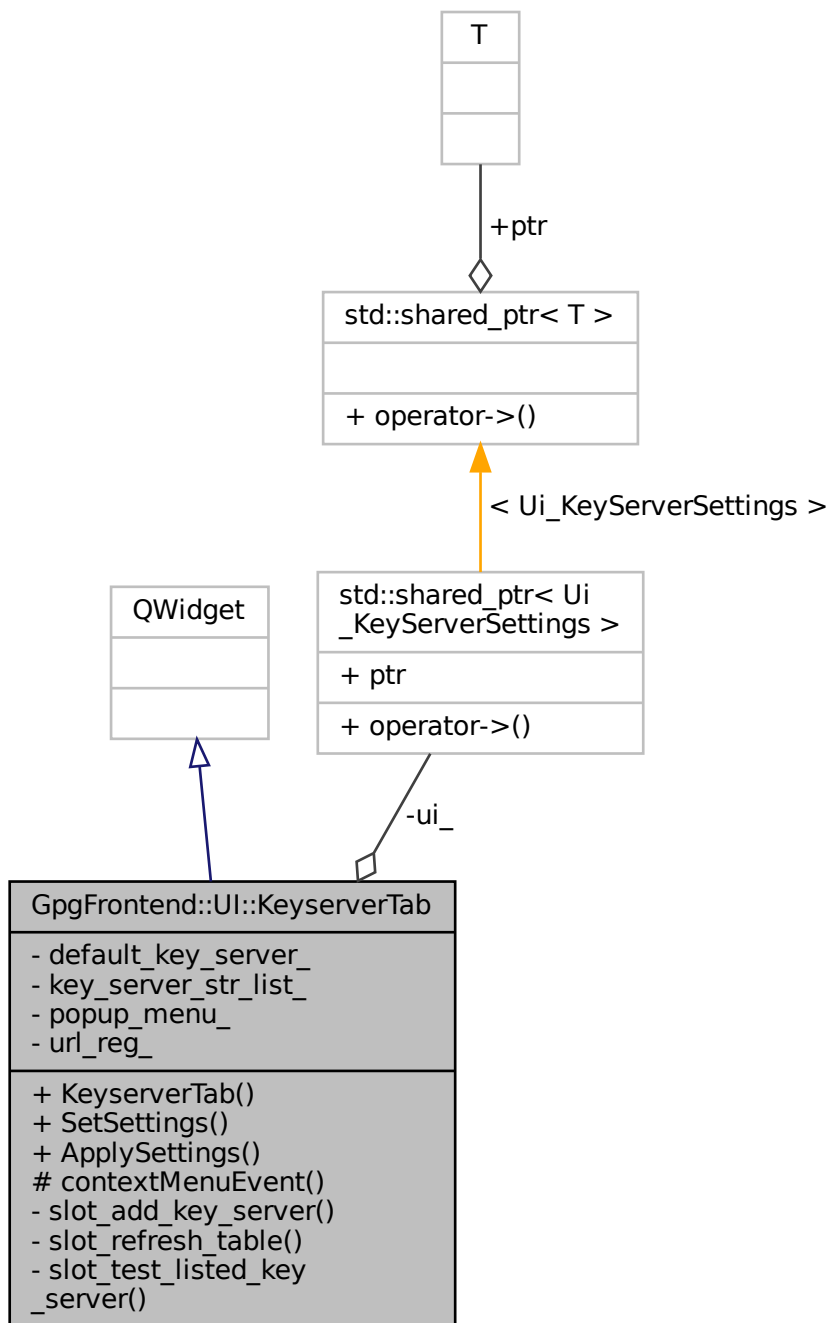 T
+ptr
std::shared_ptr< T >
+ operator->()
< Ui_KeyServerSettings >
QWidget
std::shared_ptr< Ui
_KeyServerSettings >
+ ptr
+ operator->()
-ui_
GpgFrontend::UI::KeyserverTab
- default_key_server_
- key_server_str_list_
- popup_menu_
- url_reg_
+ KeyserverTab()
+ SetSettings()
+ ApplySettings()
# contextMenuEvent()
- slot_add_key_server()
- slot_refresh_table()
- slot_test_listed_key
_server()